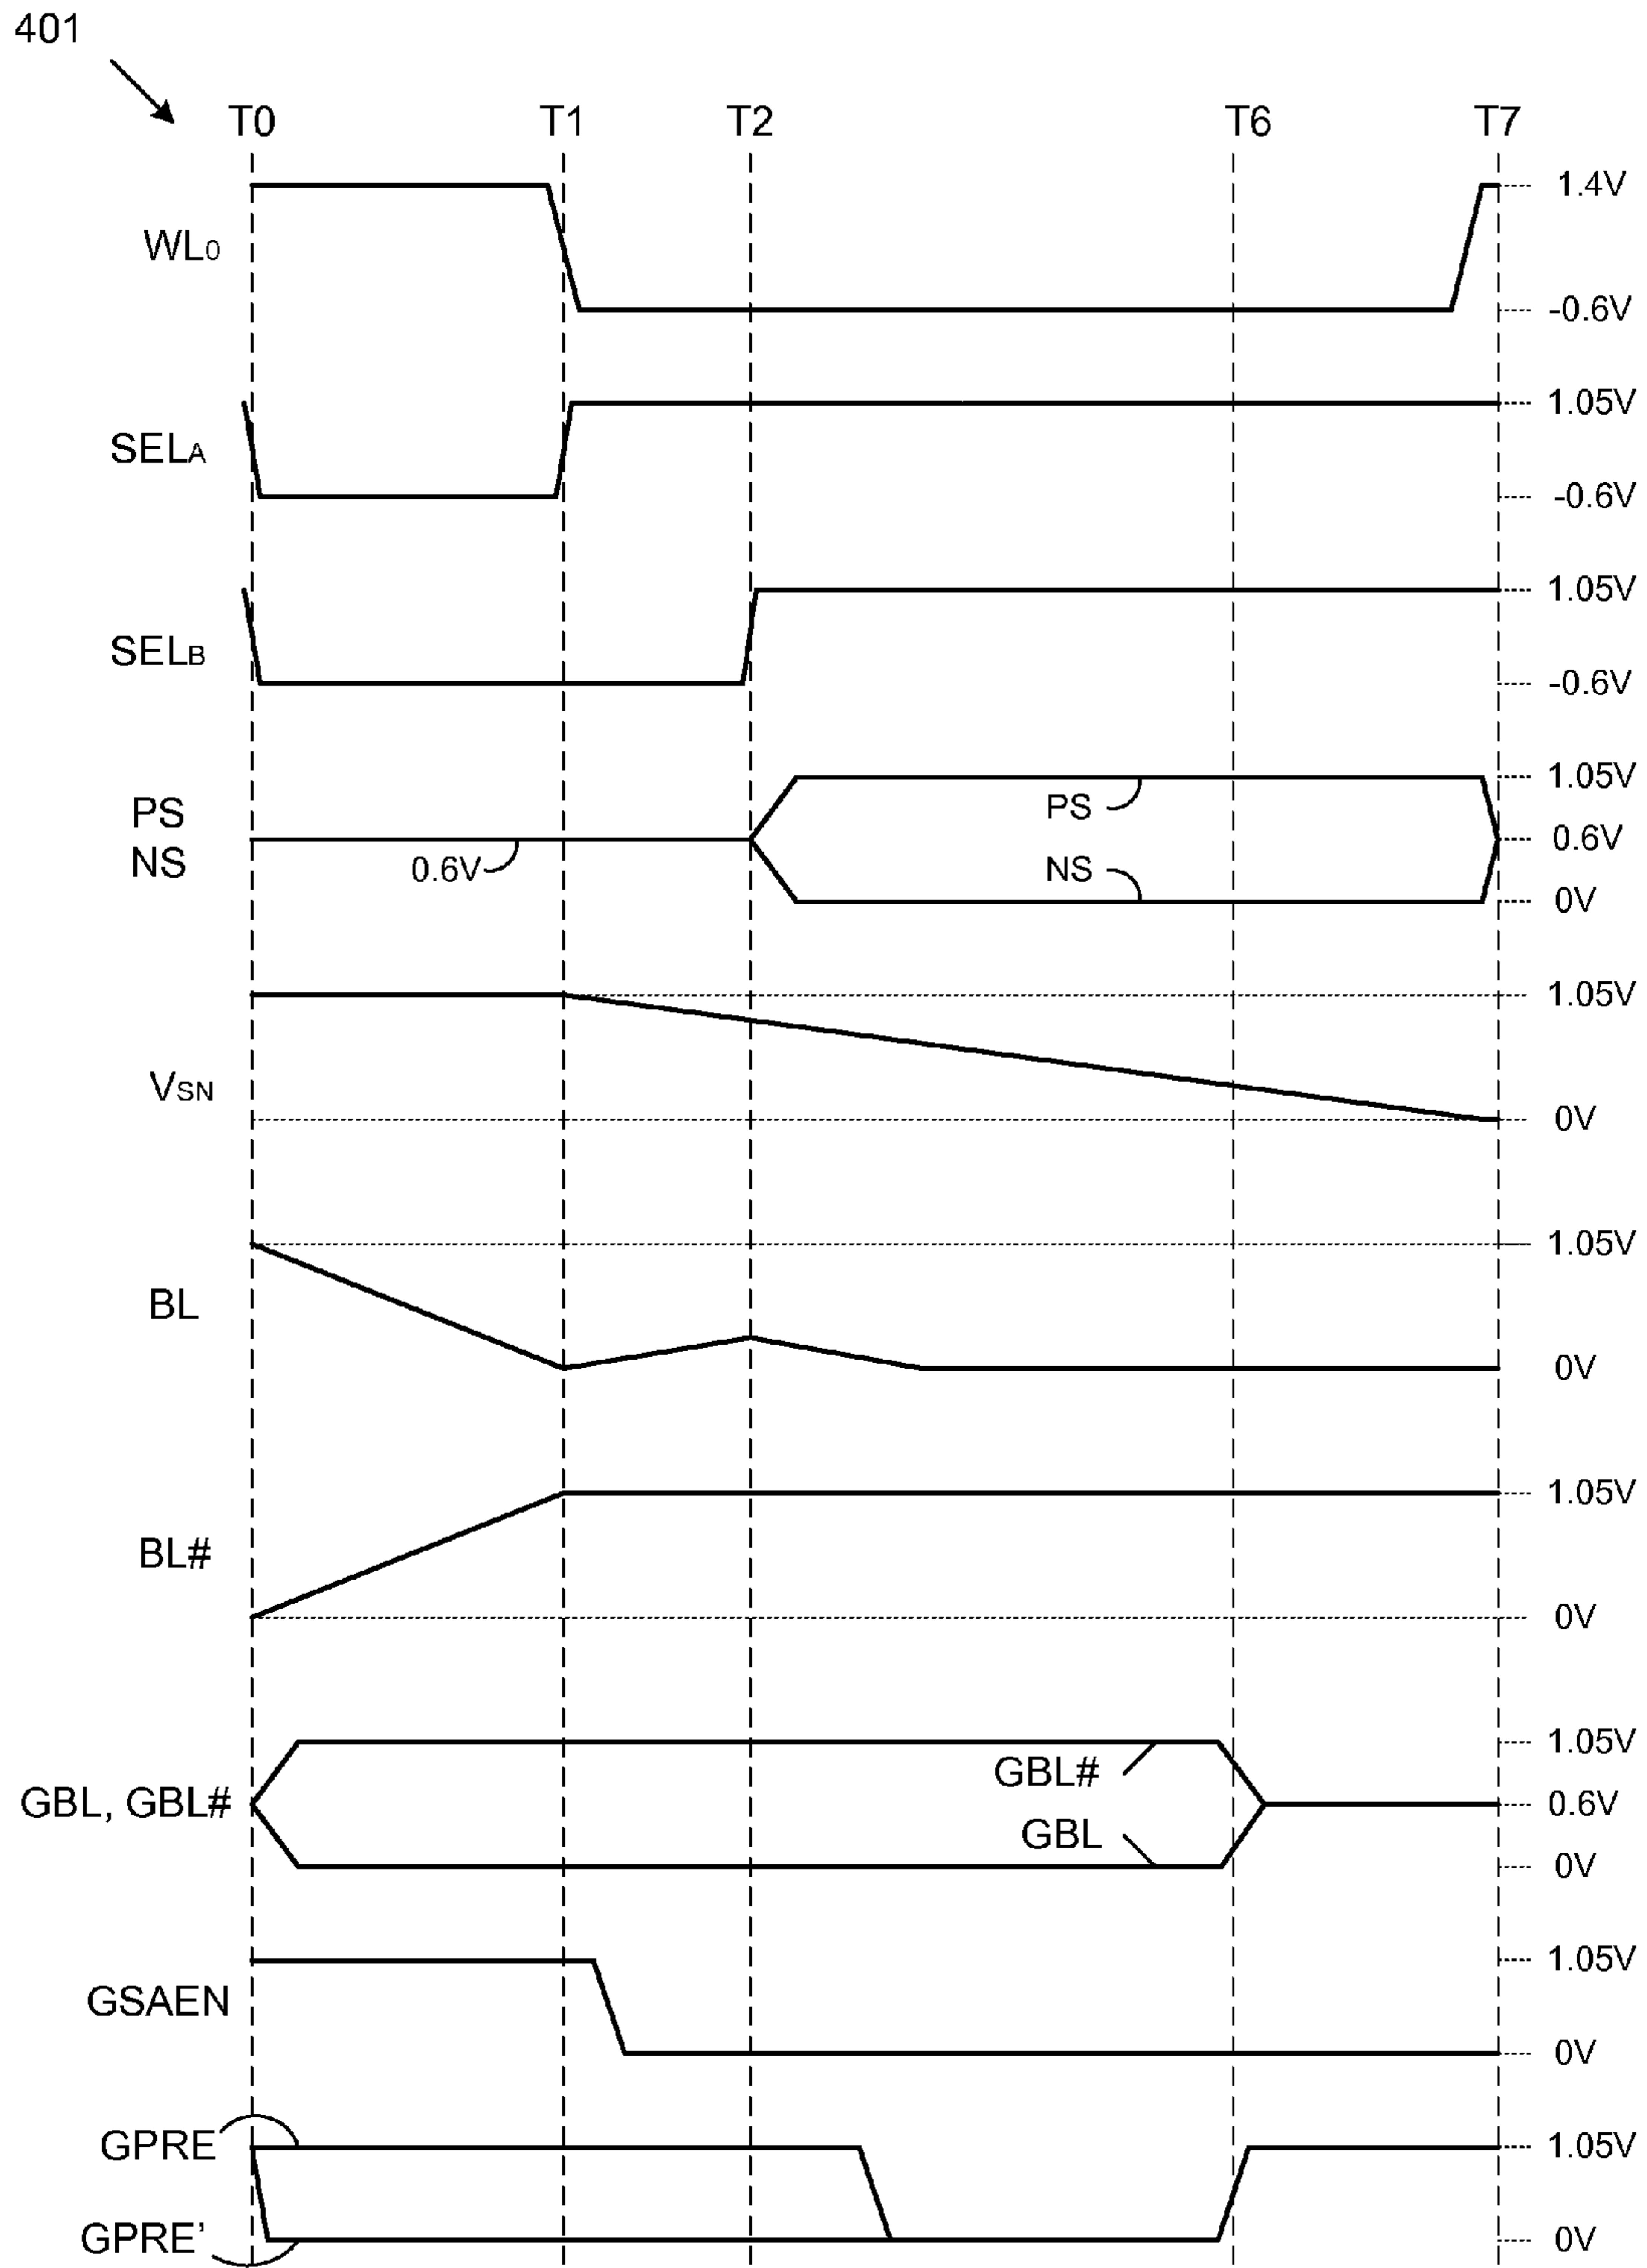 401
T0 T1 T2 T6 T7
1.4V
WL0
-0.6V
1.05V
SELA
-0.6V
1.05V
SELB
-0.6V
1.05V
PS
PS
0.6V
NS
0.6V
NS
0V
1.05V
VSN
0V
1.05V
BL
0V
1.05V
BL#
0V
1.05V
GBL#
GBL, GBL#
0.6V
GBL
0V
1.05V
GSAEN
0V
GPRE
1.05V
GPRE’
0V